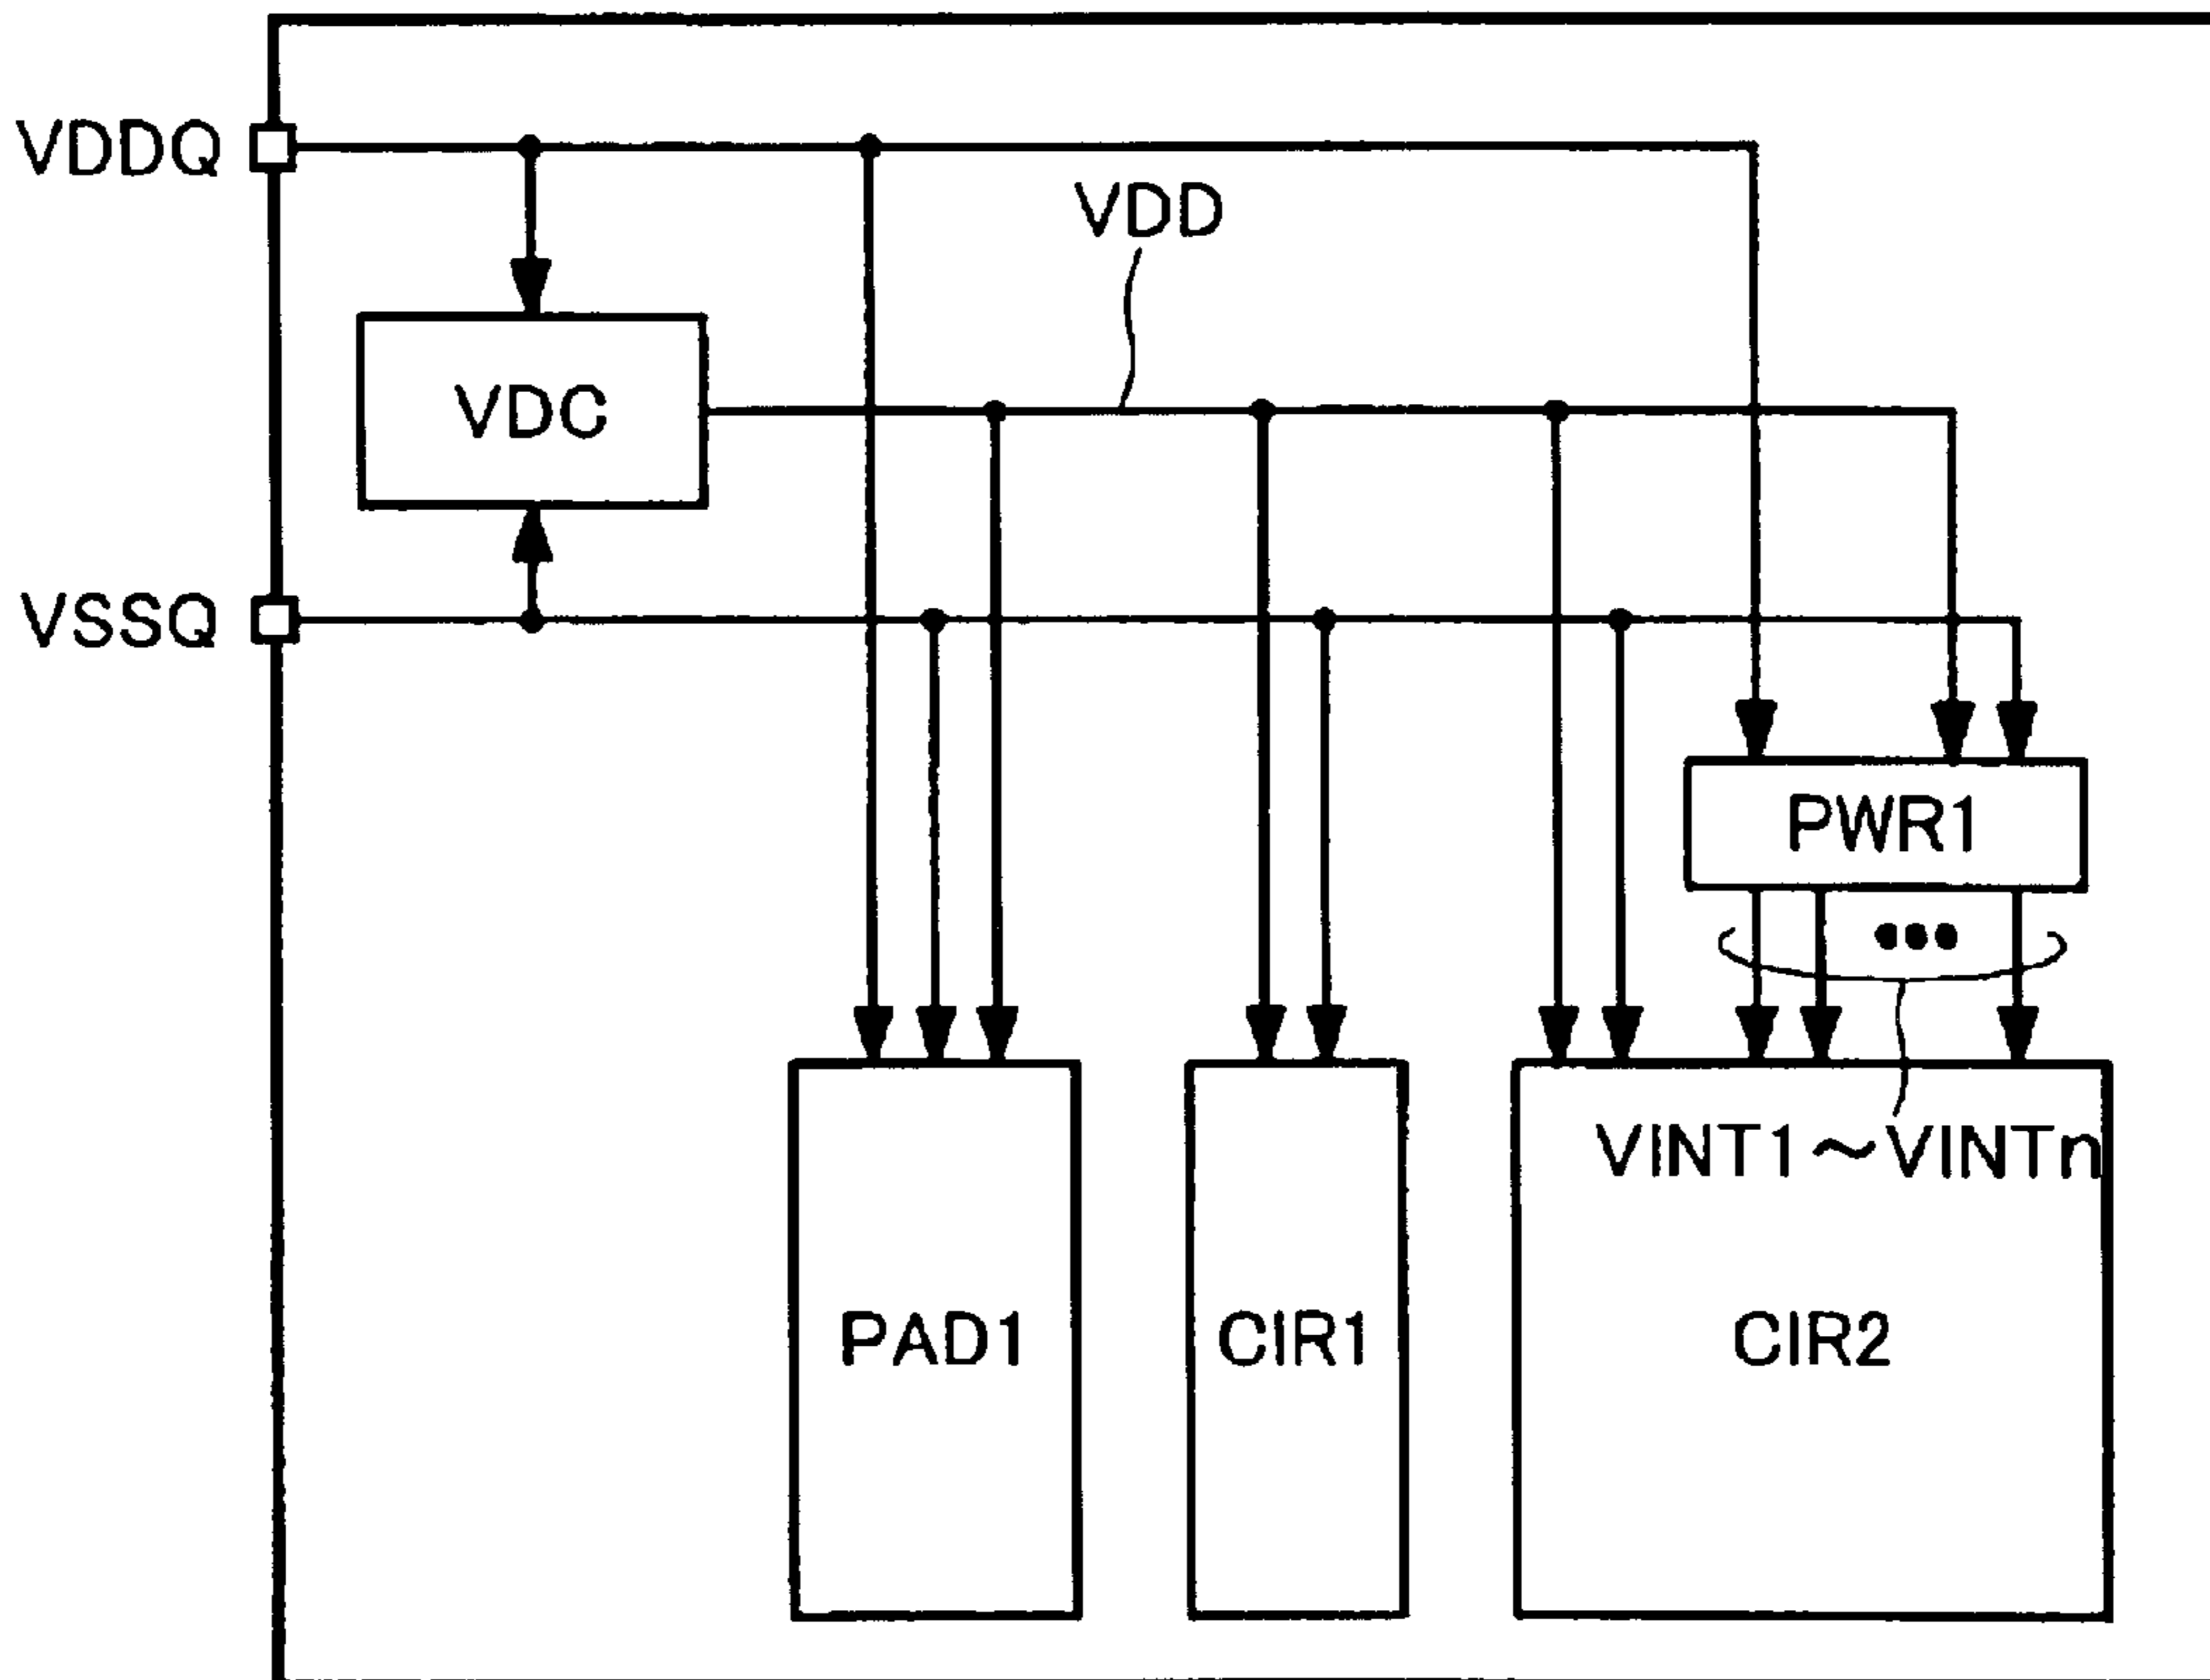 VDDQ
VDD
VDC
VSSQ
PWR1
VINT1～VINTn
PAD1
CIR1
CIR2